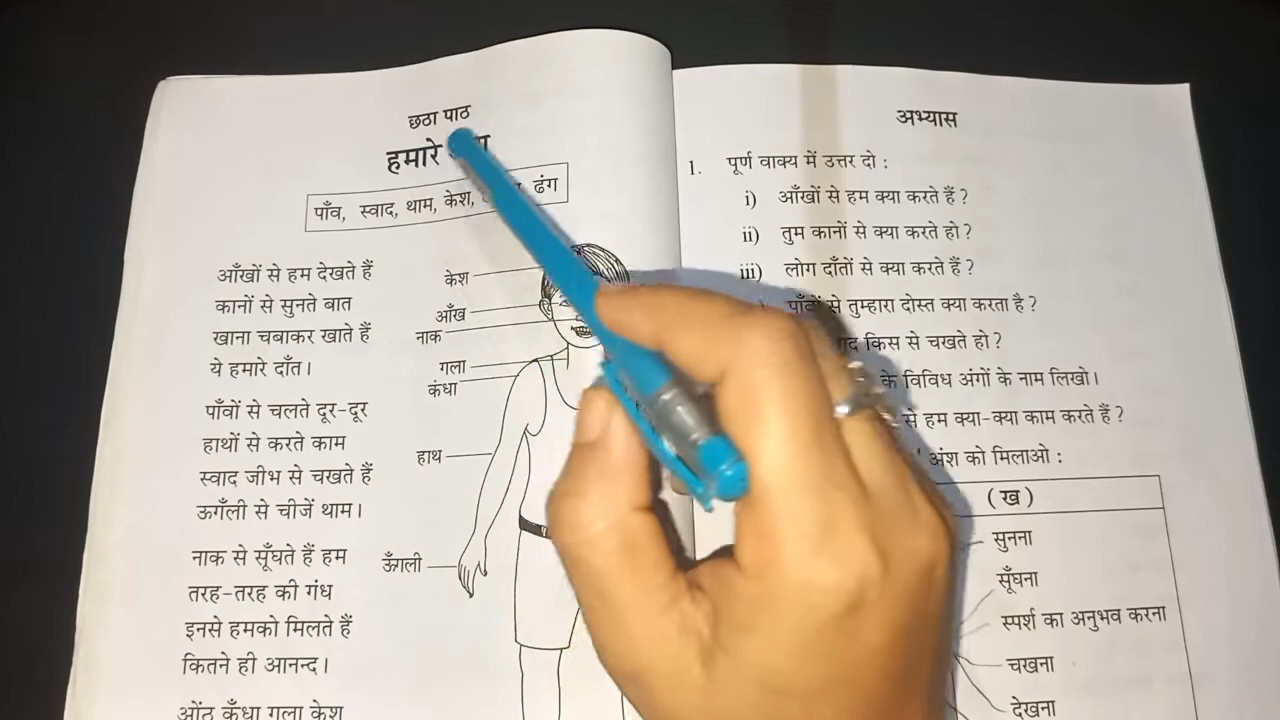 छठा पाठ
हमारे
पाँव, स्वाद, थाम, केश, ढंग
आँखों से हम देखते हैं
कानों से सुनते बात
खाना चबाकर खाते हैं
ये हमारे दाँत।
पाँवों से चलते दूर-दूर
हाथों से करते काम
स्वाद जीभ से चखते हैं
ऊगँली से चीजें थाम।
नाक से सूँघते हैं हम
तरह-तरह की गंध
इनसे हमको मिलते हैं
कितने ही आनन्द।
ओंठ कँधा गला केश
केश
आँख
नाक
गला
कंधा
हाथ
ऊँगली
अभ्यास
1. पूर्ण वाक्य में उत्तर दो :
i) आँखों से हम क्या करते हैं?
ii) तुम कानों से क्या करते हो?
iii) लोग दाँतों से क्या करते हैं?
पाँवों से तुम्हारा दोस्त क्या करता है?
किस से चखते हो?
के विविध अंगों के नाम लिखो।
से हम क्या-क्या काम करते हैं?
अंश को मिलाओ :
(ख)
सुनना
सूँघना
स्पर्श का अनुभव करना
चखना
देखना